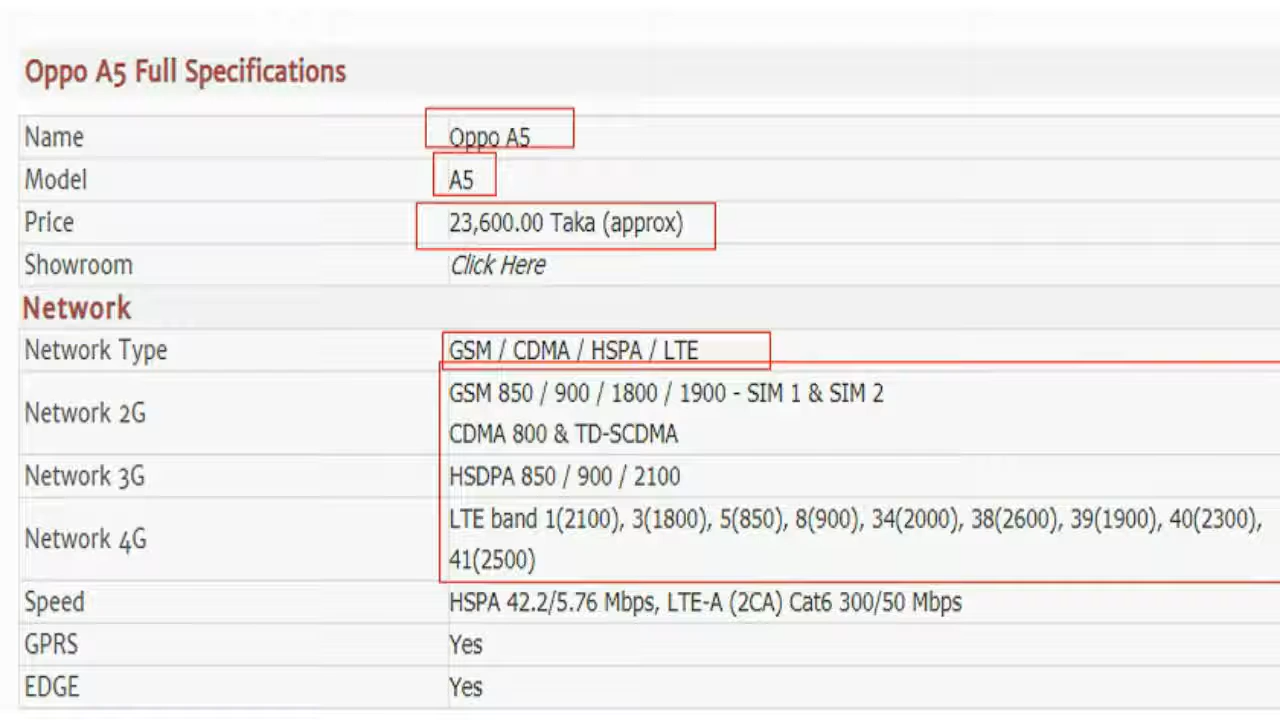 Oppo A5 Full Specifications
Name Oppo A5
Model A5
Price 23,600.00 Taka (approx)
Showroom Click Here
Network
Network Type GSM / CDMA / HSPA / LTE
Network 2G GSM 850 / 900 / 1800 / 1900 - SIM 1 & SIM 2
CDMA 800 & TD-SCDMA
Network 3G HSDPA 850 / 900 / 2100
Network 4G LTE band 1(2100), 3(1800), 5(850), 8(900), 34(2000), 38(2600), 39(1900), 40(2300),
41(2500)
Speed HSPA 42.2/5.76 Mbps, LTE-A (2CA) Cat6 300/50 Mbps
GPRS Yes
EDGE Yes